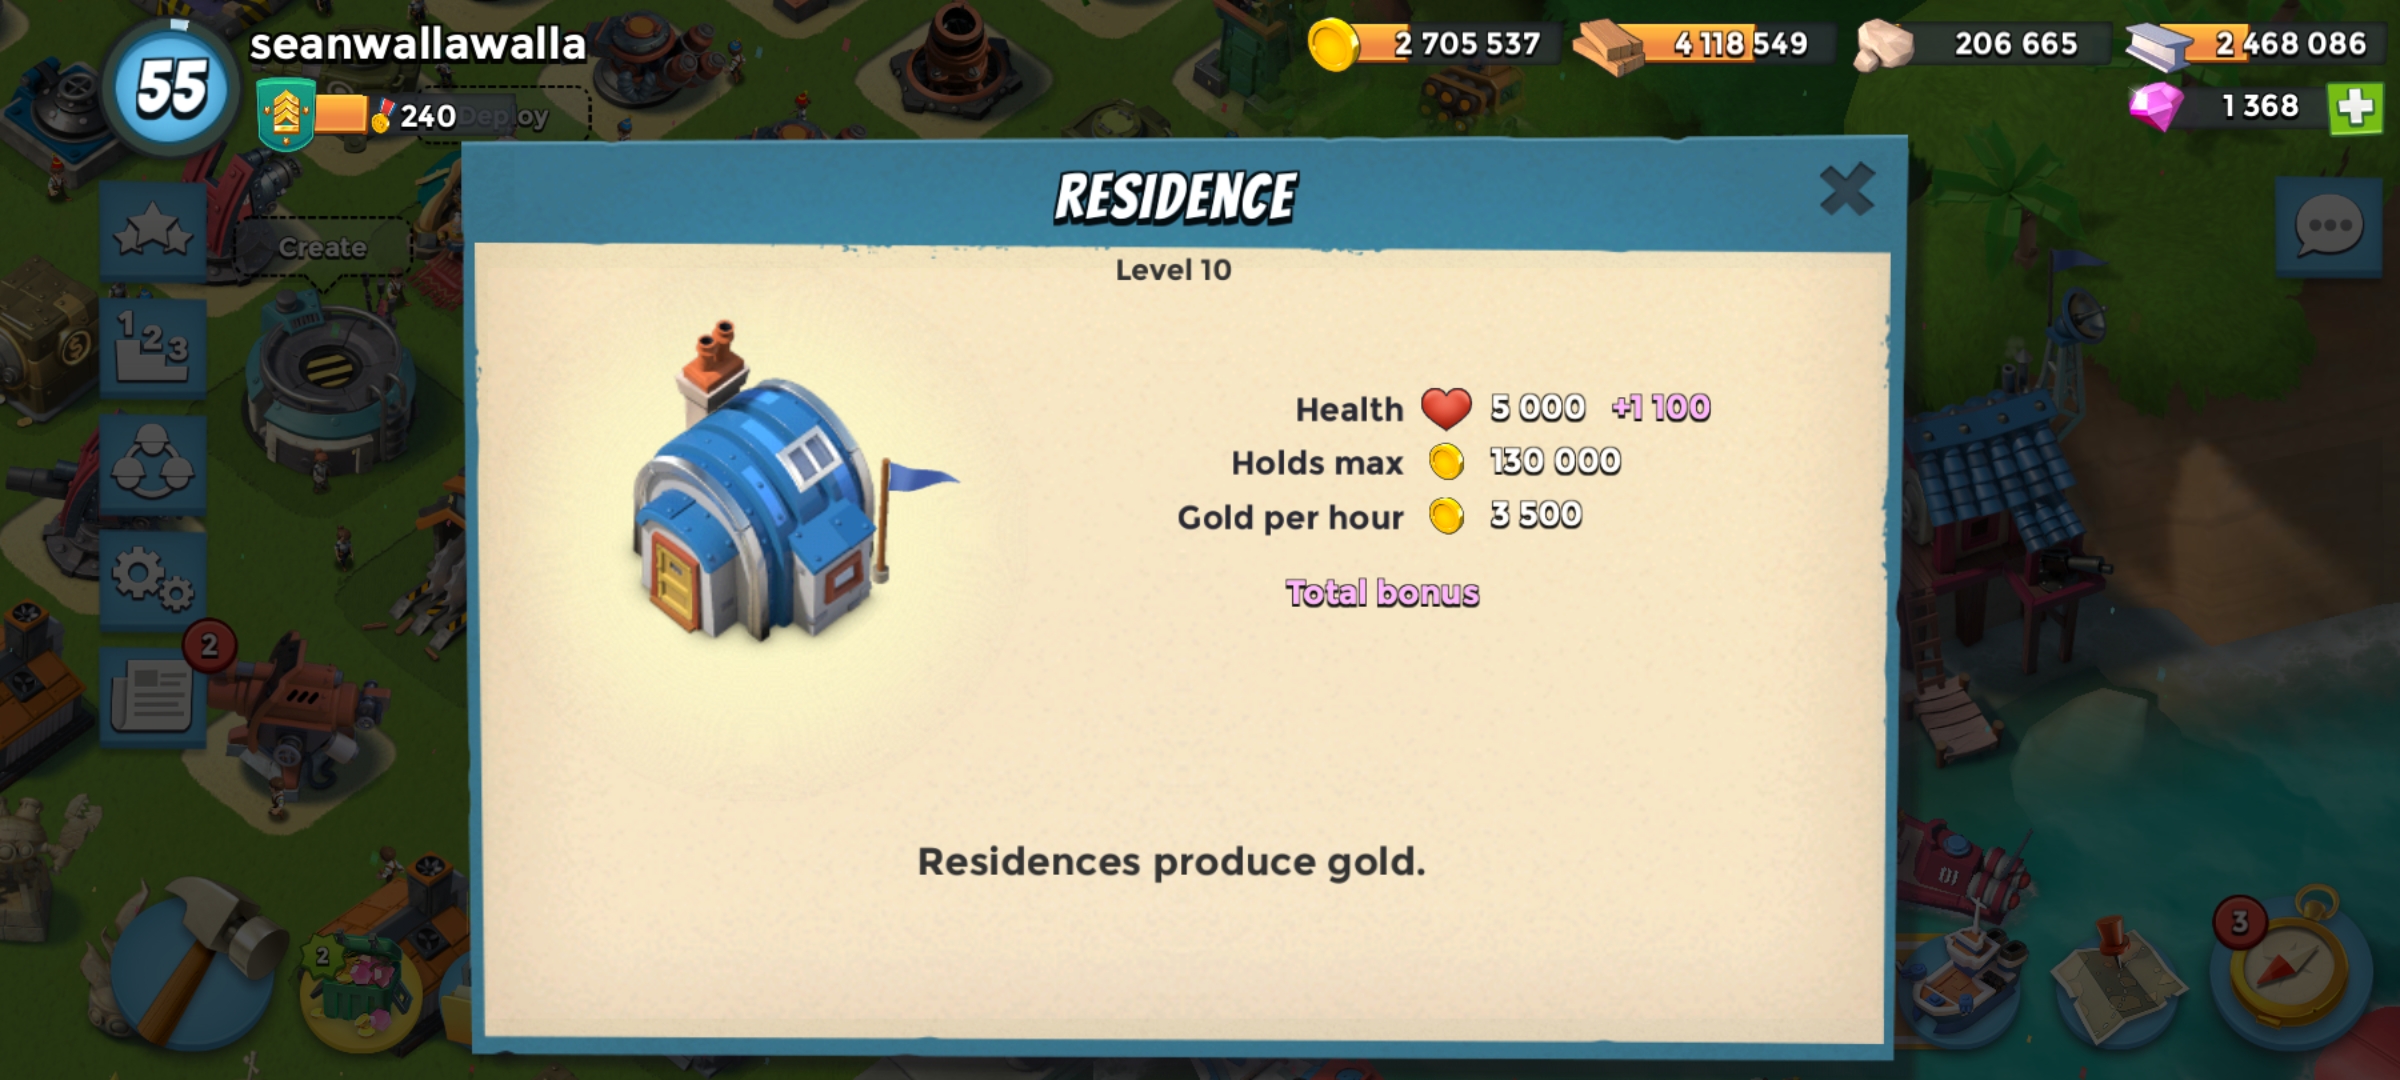 55
seanwallawalla
240
Deploy
2 705 537
4 118 549
206 665
2 468 086
1 368
RESIDENCE
Level 10
Create
123
Health 5 000 +1 100
Holds max 130 000
Gold per hour 3 500
Total bonus
2
Residences produce gold.
2
3